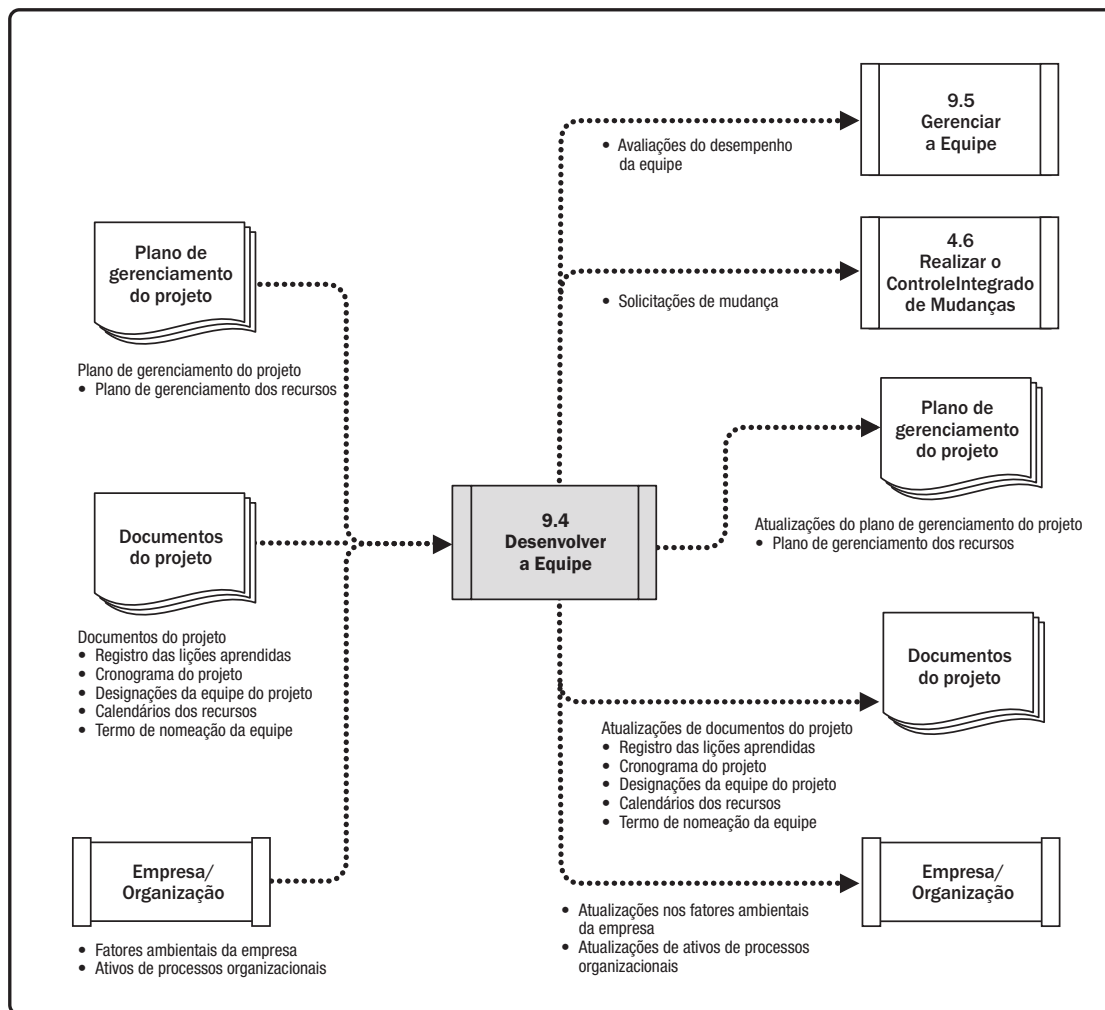 Plano de
gerenciamento
do projeto
Plano de gerenciamento do projeto
• Plano de gerenciamento dos recursos
Documentos
do projeto
Documentos do projeto
• Registro das lições aprendidas
• Cronograma do projeto
• Designações da equipe do projeto
• Calendários dos recursos
• Termo de nomeação da equipe
Empresa/
Organização
• Fatores ambientais da empresa
• Ativos de processos organizacionais
9.4
Desenvolver
a Equipe
9.5
Gerenciar
a Equipe
• Avaliações do desempenho
da equipe
4.6
Realizar o
ControleIntegrado
de Mudanças
• Solicitações de mudança
Plano de
gerenciamento
do projeto
Atualizações do plano de gerenciamento do projeto
• Plano de gerenciamento dos recursos
Documentos
do projeto
Atualizações de documentos do projeto
• Registro das lições aprendidas
• Cronograma do projeto
• Designações da equipe do projeto
• Calendários dos recursos
• Termo de nomeação da equipe
Empresa/
Organização
• Atualizações nos fatores ambientais
da empresa
• Atualizações de ativos de processos
organizacionais